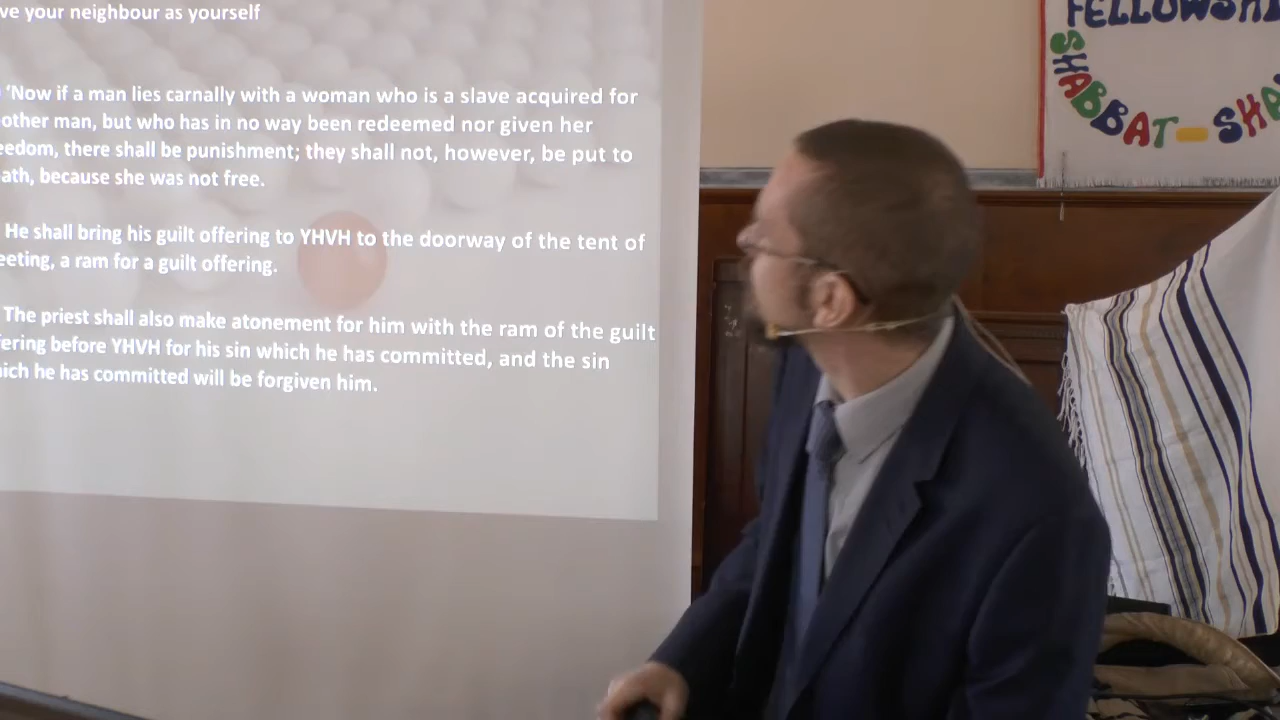 ve your neighbour as yourself
'Now if a man lies carnally with a woman who is a slave acquired for
other man, but who has in no way been redeemed nor given her
eedom, there shall be punishment; they shall not, however, be put to
ath, because she was not free.
He shall bring his guilt offering to YHVH to the doorway of the tent of
eeting, a ram for a guilt offering.
The priest shall also make atonement for him with the ram of the guilt
fering before YHVH for his sin which he has committed, and the sin
ich he has committed will be forgiven him.
FELLOWSHI
SHABBAT-SHA